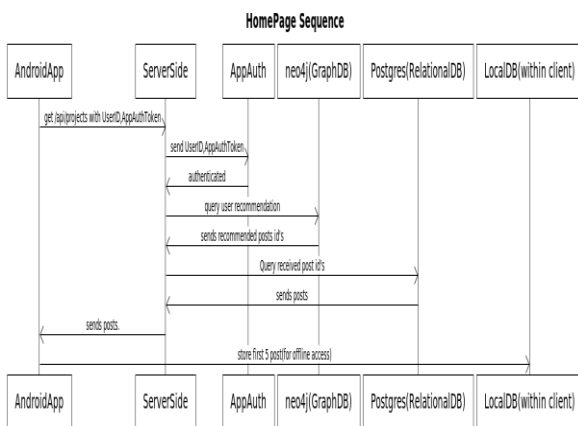 HomePage Sequence
AndroidApp
ServerSide
AppAuth
neo4j(GraphDB)
Postgres(RelationalDB)
LocalDB(within client)
get /api/projects with UserID,AppAuthToken
send UserID,AppAuthToken
authenticated
query user recommendation
sends recommended posts id's
Query received post id's
sends posts
sends posts.
store first 5 post(for offline access)
AndroidApp
ServerSide
AppAuth
neo4j(GraphDB)
Postgres(RelationalDB)
LocalDB(within client)